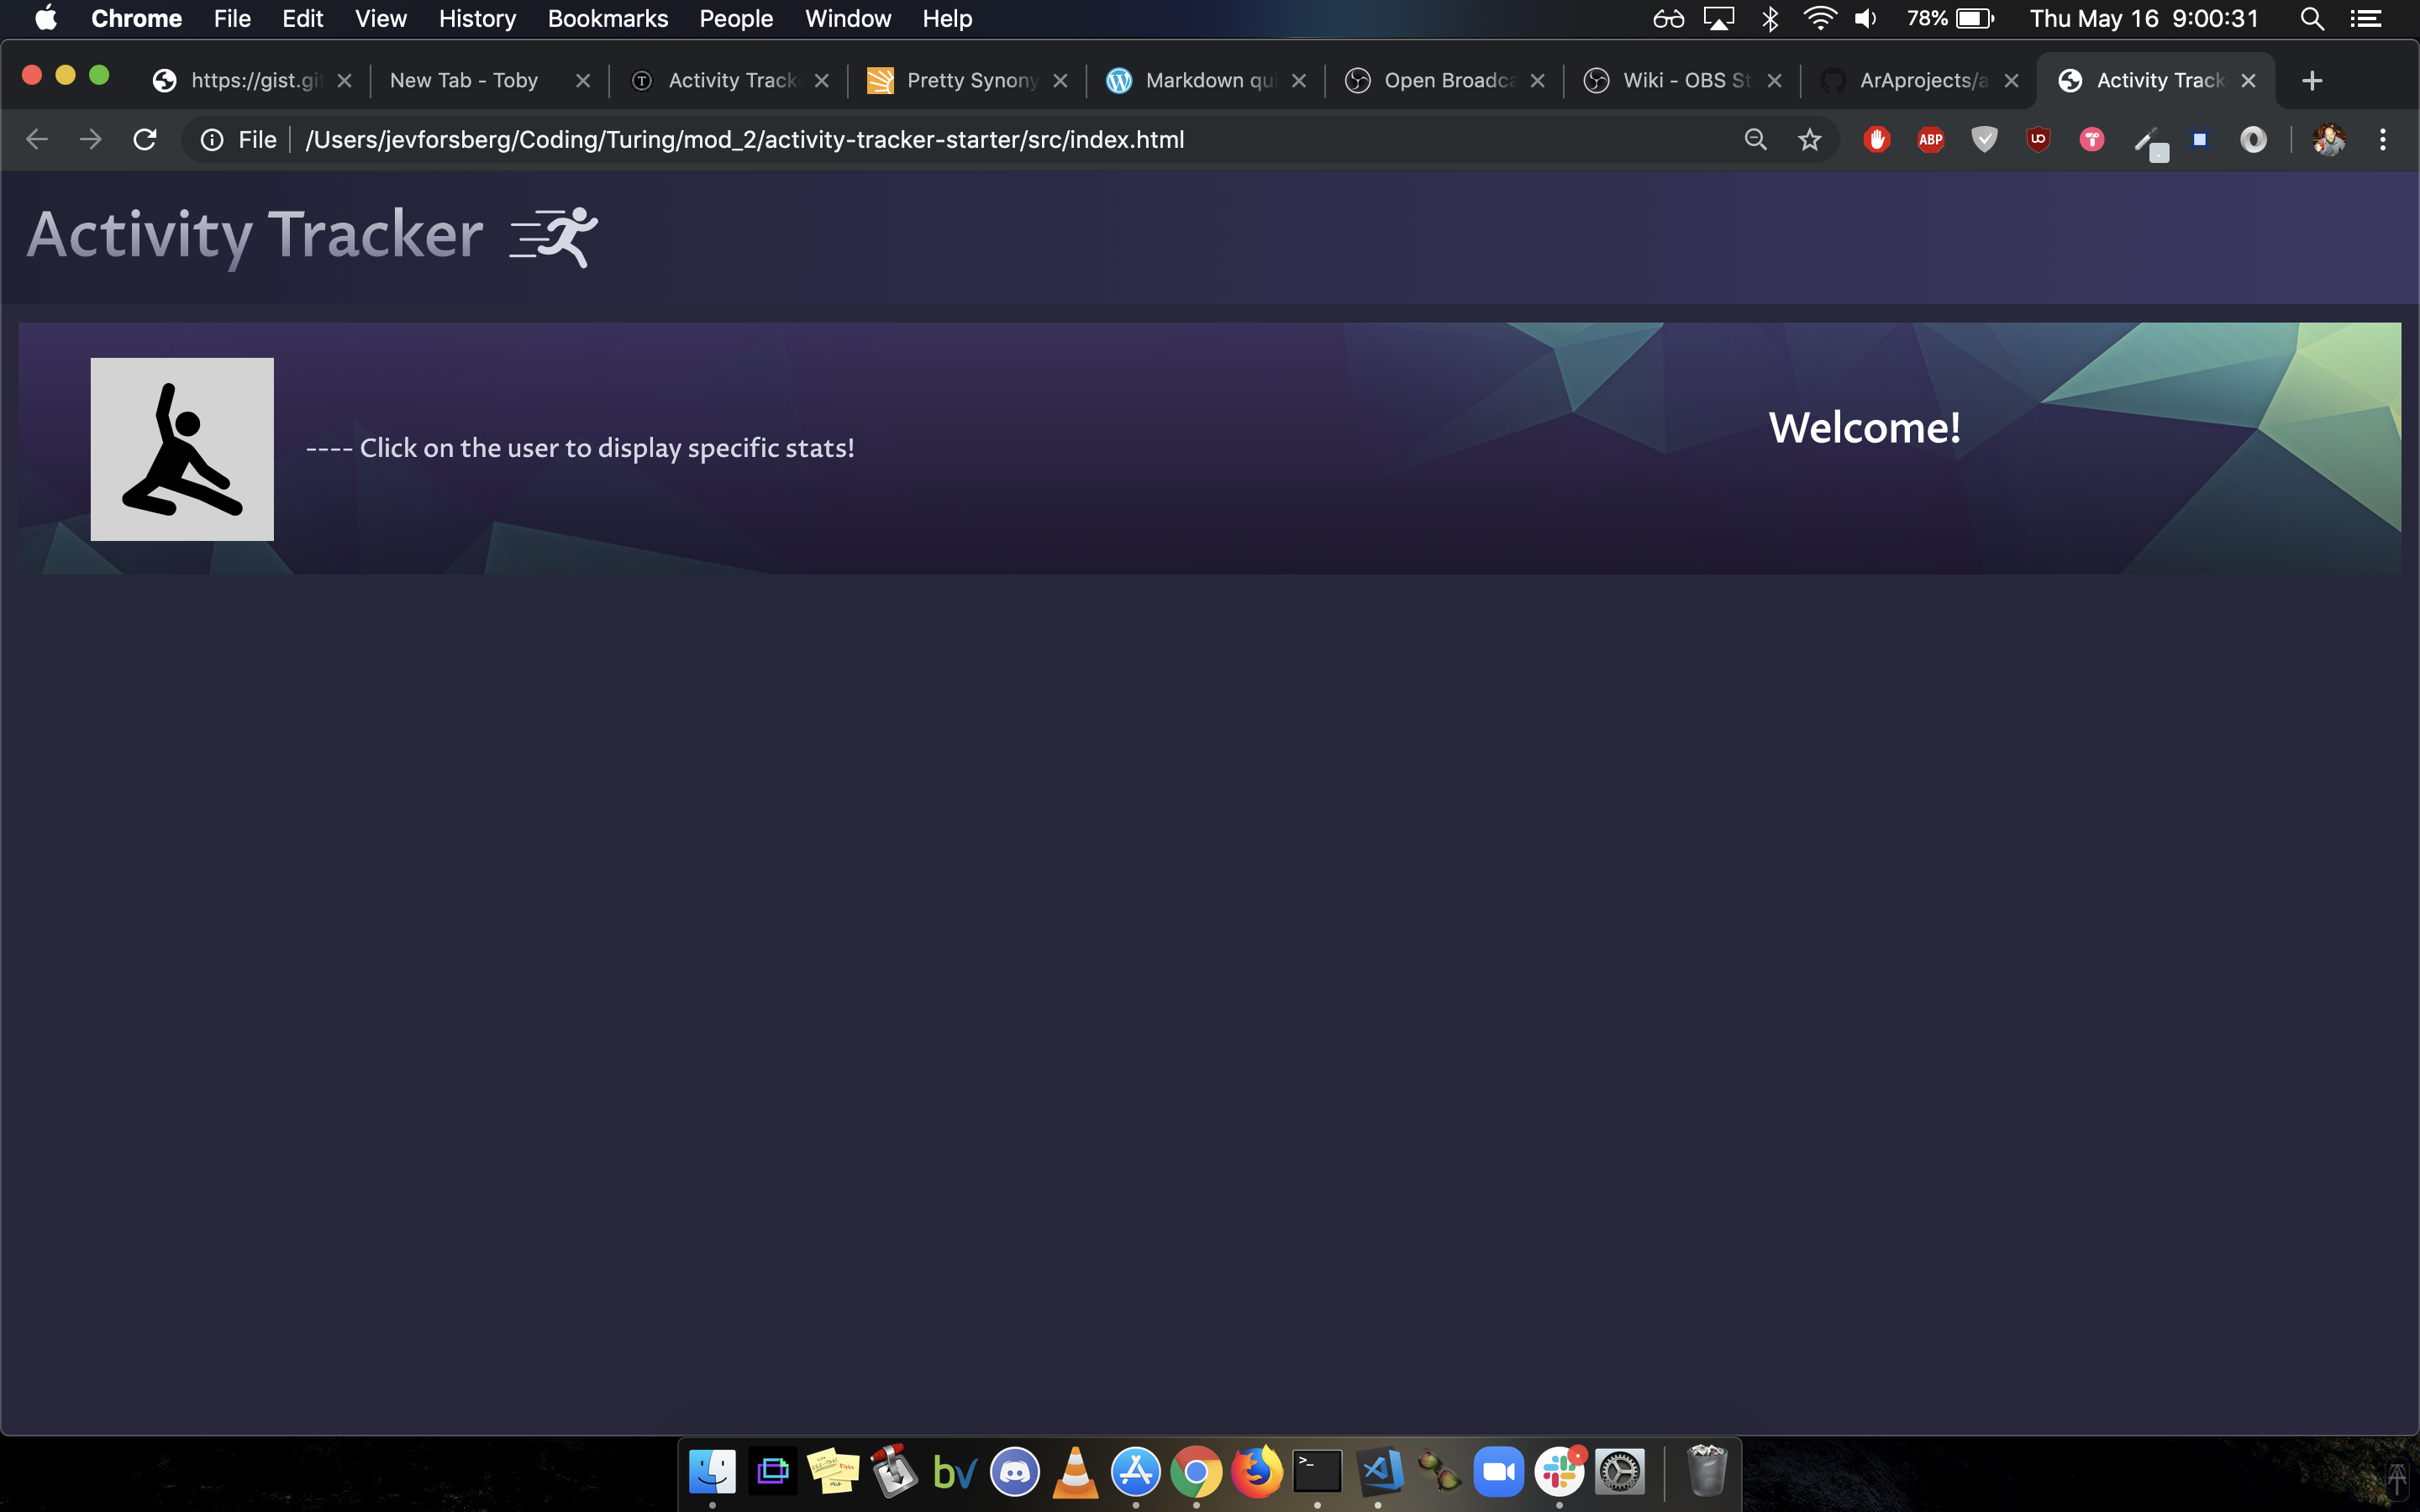 Chrome File Edit View History Bookmarks People Window Help 78% Thu May 16 9:00:31
https://gist.git New Tab - Toby Activity Track Pretty Synony Markdown qui Open Broadca Wiki - OBS St ArAprojects/a Activity Track
File /Users/jevforsberg/Coding/Turing/mod_2/activity-tracker-starter/src/index.html ABP
Activity Tracker
---- Click on the user to display specific stats!
Welcome!
bv